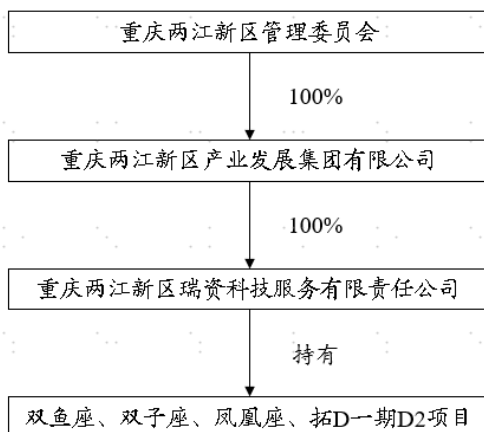 重庆两江新区管理委员会
100%
重庆两江新区产业发展集团有限公司
100%
重庆两江新区瑞资科技服务有限责任公司
持有
双鱼座、双子座、凤凰座、拓D一期D2项目